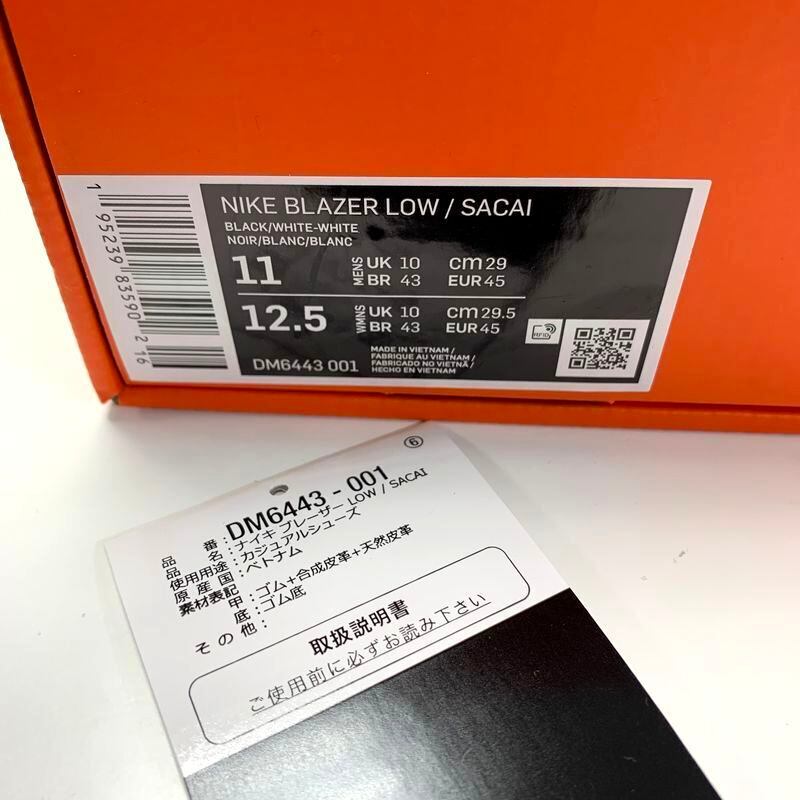 1 95239 83590 216
NIKE BLAZER LOW / SACAI
BLACK/WHITE-WHITE
NOIR/BLANC/BLANC
11 MENS UK 10 cm 29
BR 43 EUR 45
12.5 WMNS UK 10 cm 29.5
BR 43 EUR 45
RFID
DM6443 001
MADE IN VIETNAM /
FABRIQUE AU VIETNAM /
FABRICADO NO VIETNÃ /
HECHO EN VIETNAM
⑥
品番:DM6443 - 001
品名:ナイキ ブレーザー LOW / SACAI
使用用途:カジュアルシューズ
原産国:ベトナム
素材表記
甲:ゴム+合成皮革+天然皮革
底:ゴム底
その他:
取扱説明書
ご使用前に必ずお読み下さい